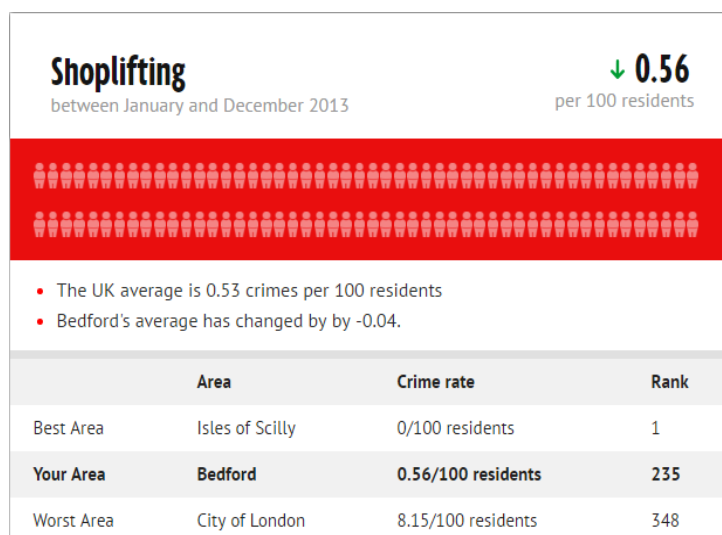 Shoplifting
↓ 0.56
between January and December 2013
per 100 residents
• The UK average is 0.53 crimes per 100 residents
• Bedford's average has changed by by -0.04.
Area Crime rate Rank
Best Area Isles of Scilly 0/100 residents 1
Your Area Bedford 0.56/100 residents 235
Worst Area City of London 8.15/100 residents 348